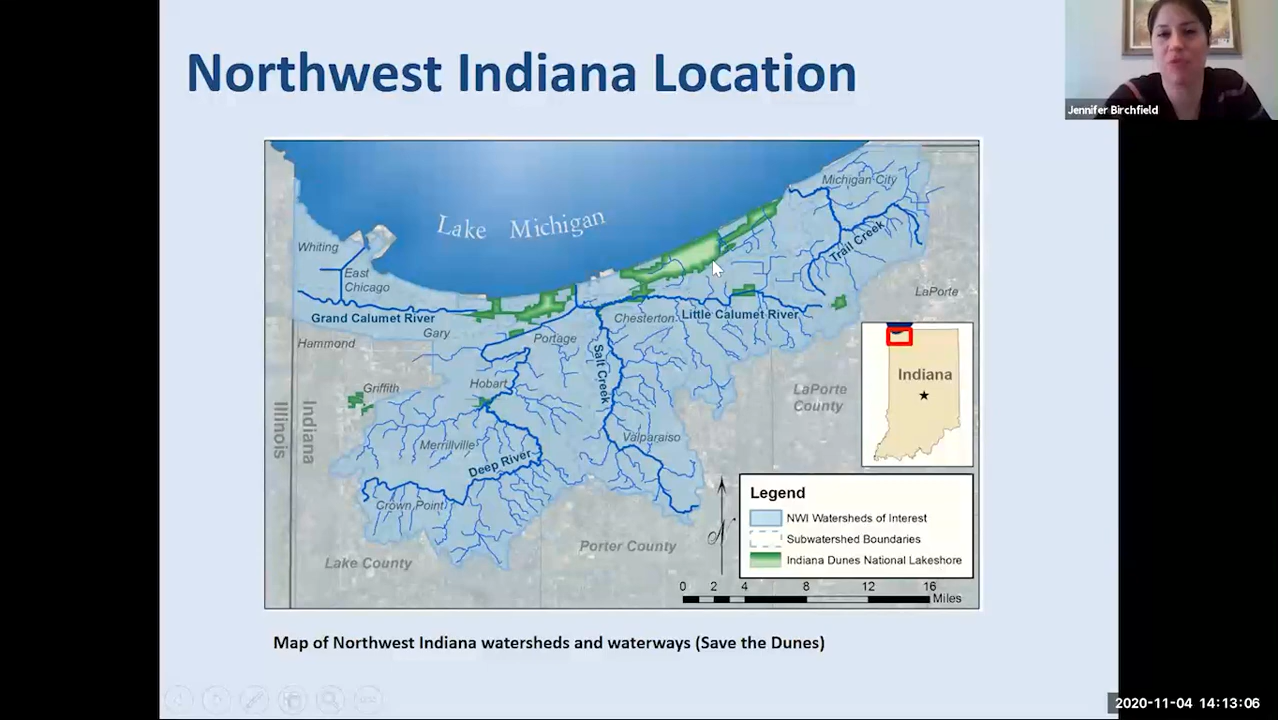 Northwest Indiana Location
Jennifer Birchfield
Lake Michigan
Michigan City
Trail Creek
Whiting
East
Chicago
LaPorte
Grand Calumet River
Chesterton
Little Calumet River
Gary
Portage
Hammond
Salt Creek
Griffith
Hobart
Indiana
LaPorte
County
Illinois
Indiana
Merrillville
Valparaiso
Deep River
Crown Point
N
Porter County
Lake County
Legend
NWI Watersheds of Interest
Subwatershed Boundaries
Indiana Dunes National Lakeshore
0 2 4 8 12 16
Miles
Map of Northwest Indiana watersheds and waterways (Save the Dunes)
2020-11-04 14:13:06